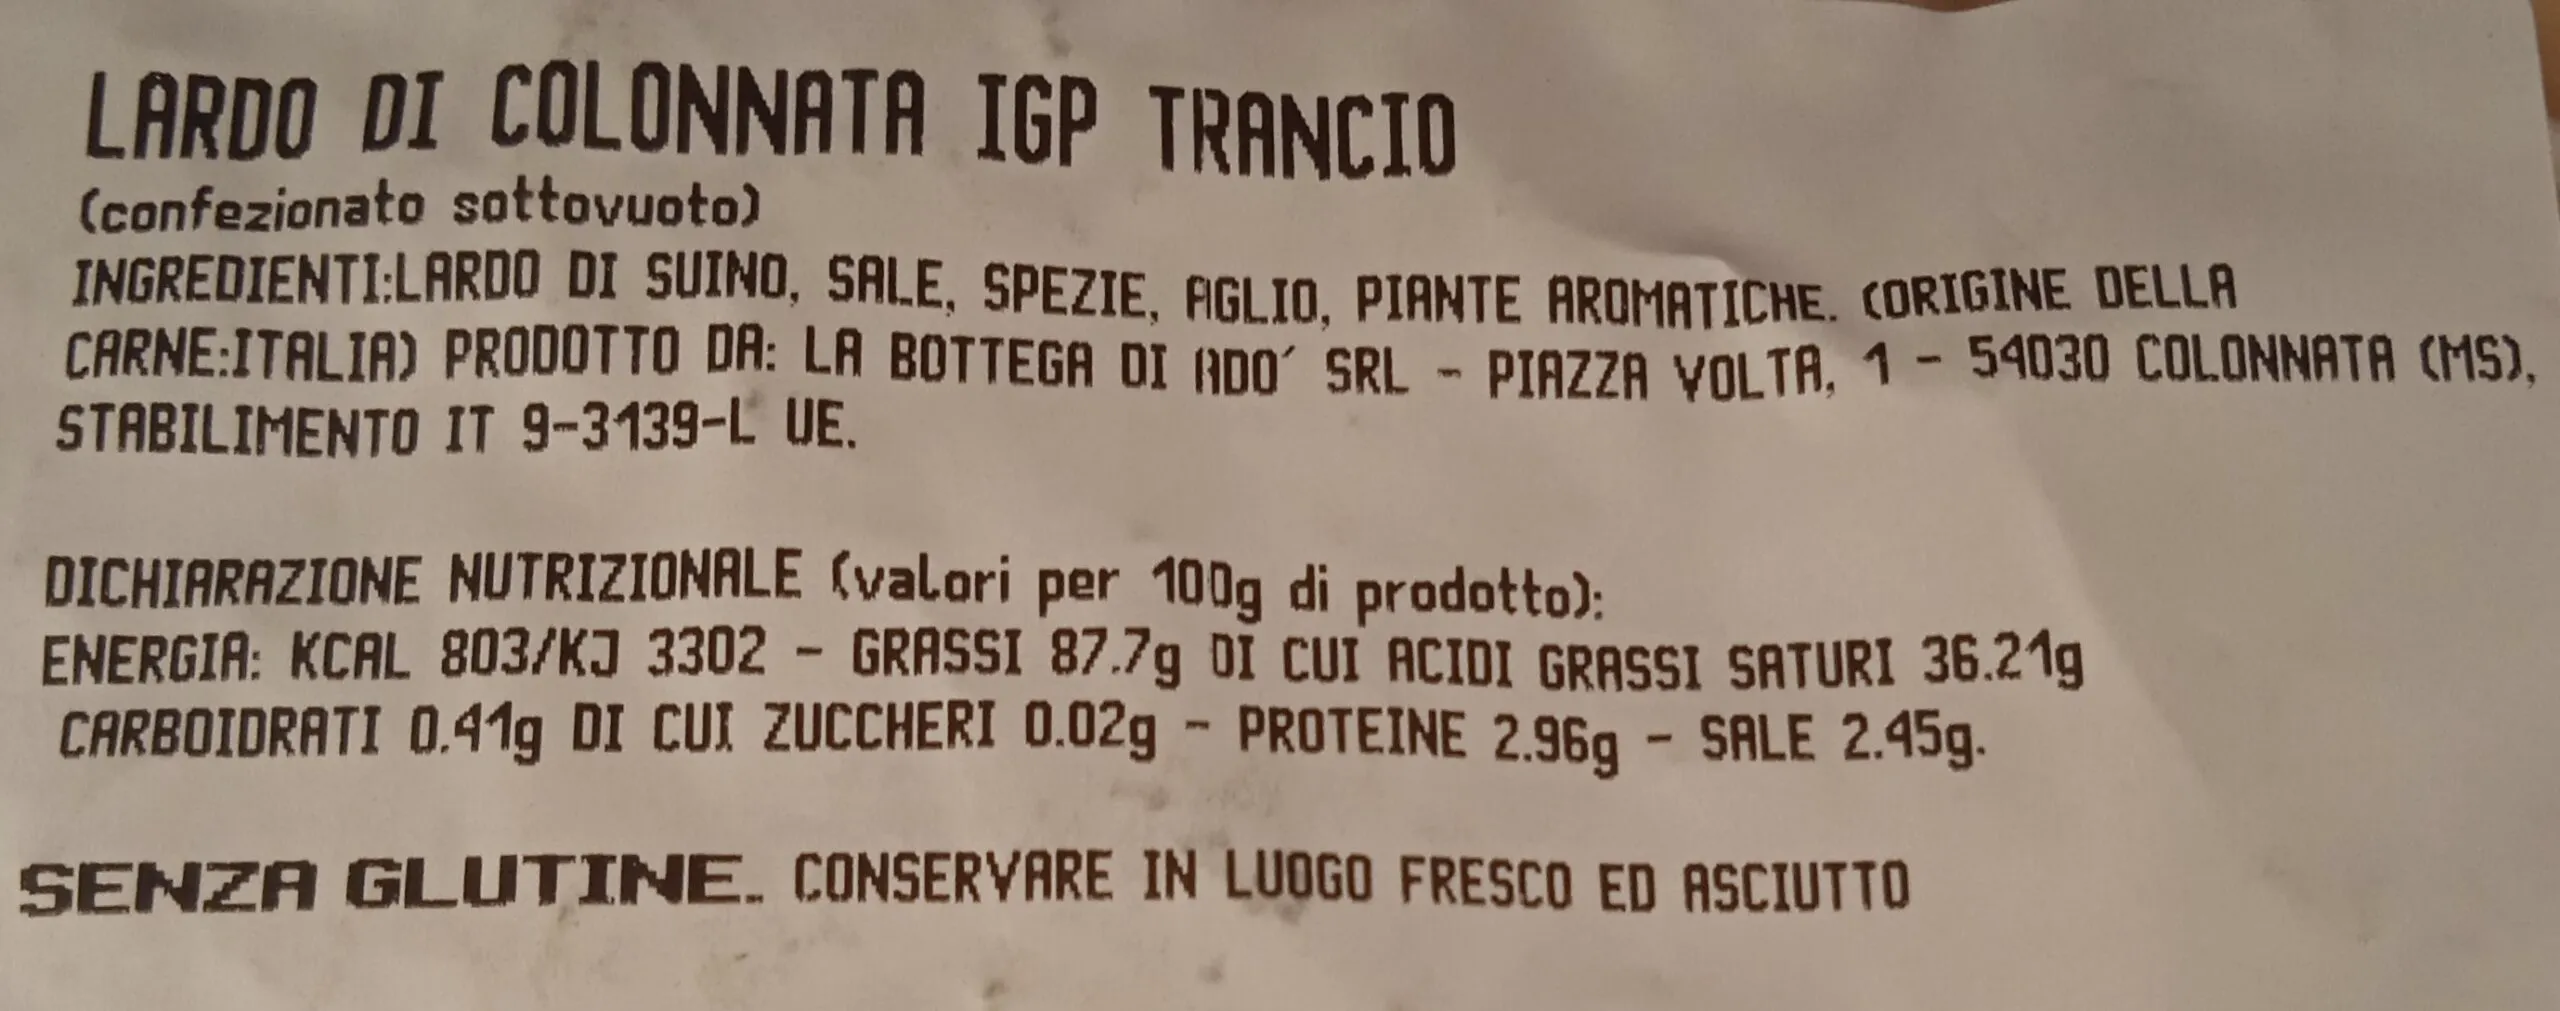 LARDO DI COLONNATA IGP TRANCIO
(confezionato sottovuoto)
INGREDIENTI:LARDO DI SUINO, SALE, SPEZIE, AGLIO, PIANTE AROMATICHE. (ORIGINE DELLA
CARNE:ITALIA) PRODOTTO DA: LA BOTTEGA DI ADO´ SRL - PIAZZA VOLTA, 1 - 54030 COLONNATA (MS),
STABILIMENTO IT 9-3139-L UE.
DICHIARAZIONE NUTRIZIONALE (valori per 100g di prodotto):
ENERGIA: KCAL 803/KJ 3302 - GRASSI 87.7g DI CUI ACIDI GRASSI SATURI 36.21g
CARBOIDRATI 0.41g DI CUI ZUCCHERI 0.02g - PROTEINE 2.96g - SALE 2.45g.
SENZA GLUTINE. CONSERVARE IN LUOGO FRESCO ED ASCIUTTO